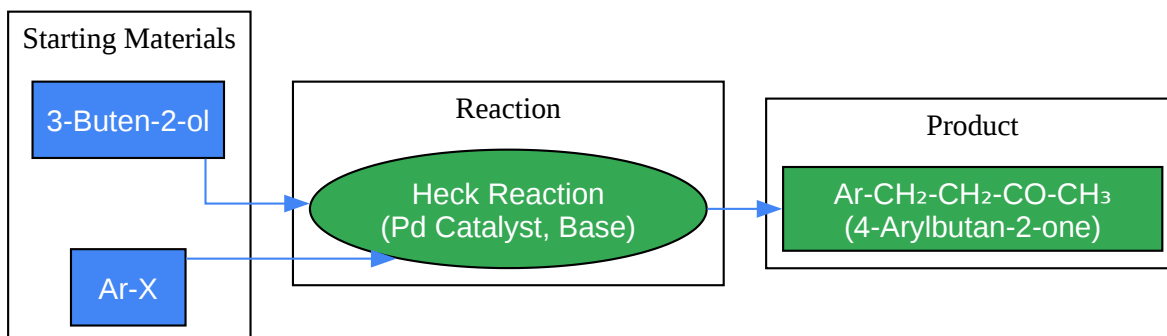 Starting Materials
3-Buten-2-ol
Ar-X
Reaction
Heck Reaction
(Pd Catalyst, Base)
Product
Ar-CH₂-CH₂-CO-CH₃
(4-Arylbutan-2-one)